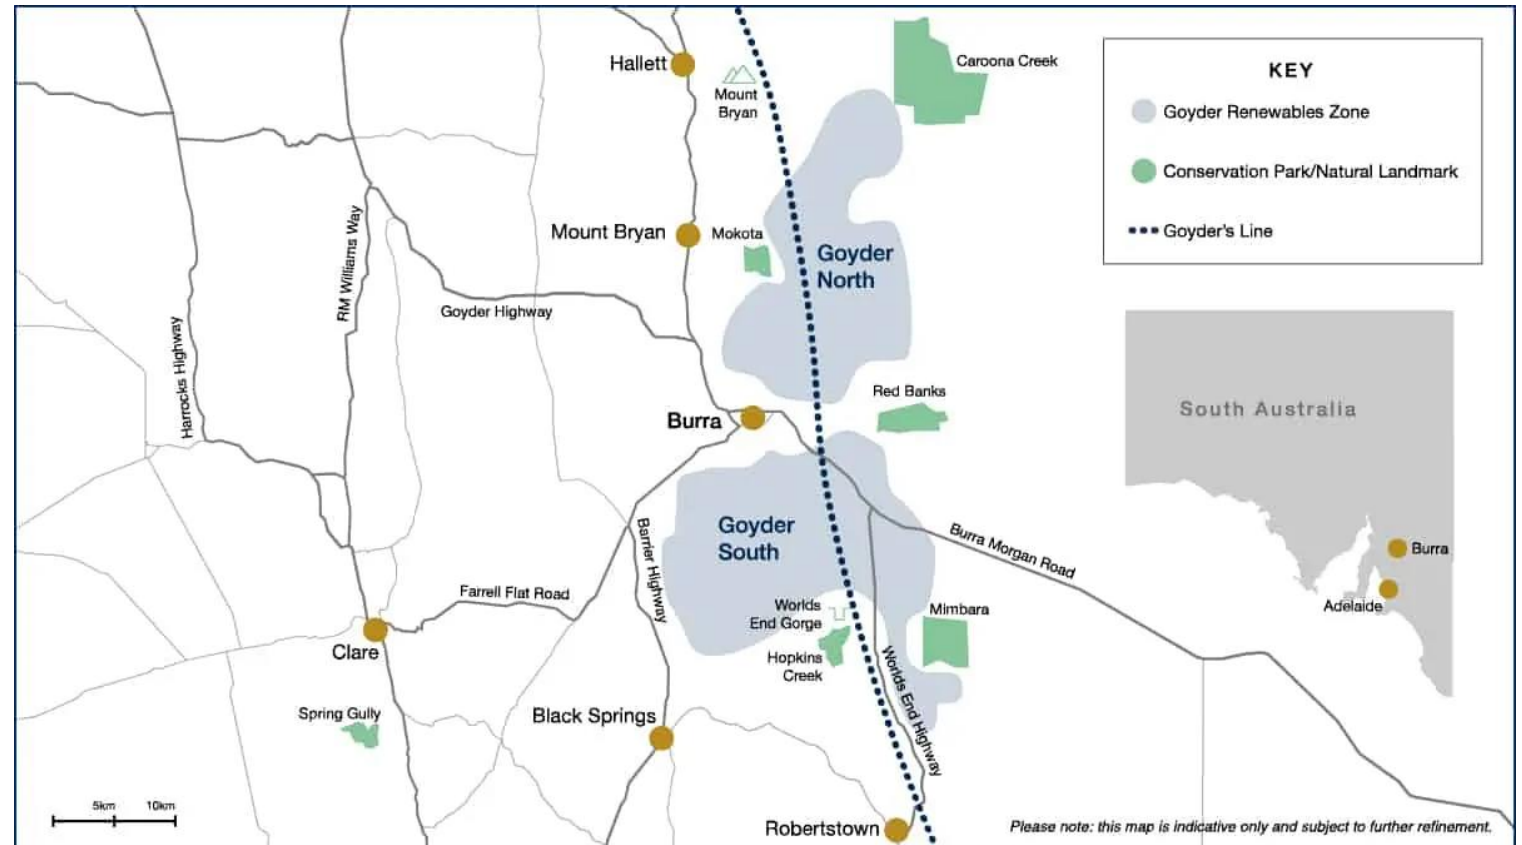 Hallett
Mount
Bryan
Caroona Creek
KEY
Goyder Renewables Zone
Conservation Park/Natural Landmark
Goyder's Line
Mount Bryan
Mokota
Goyder
North
RM Williams Way
Goyder Highway
Harrocks Highway
Red Banks
Burra
South Australia
Burra
Adelaide
Goyder
South
Barrier Highway
Burra Morgan Road
Farrell Flat Road
Worlds
End Gorge
Mimbara
Hopkins
Creek
Worlds End Highway
Clare
Spring Gully
Black Springs
5km
10km
Robertstown
Please note: this map is indicative only and subject to further refinement.